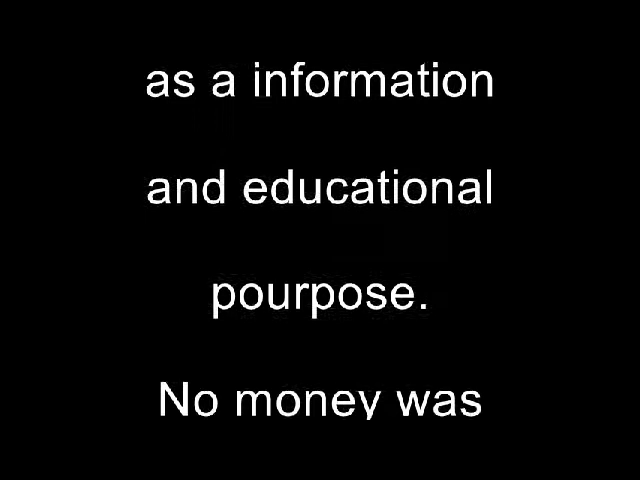 as a information
and educational
pourpose.
No money was